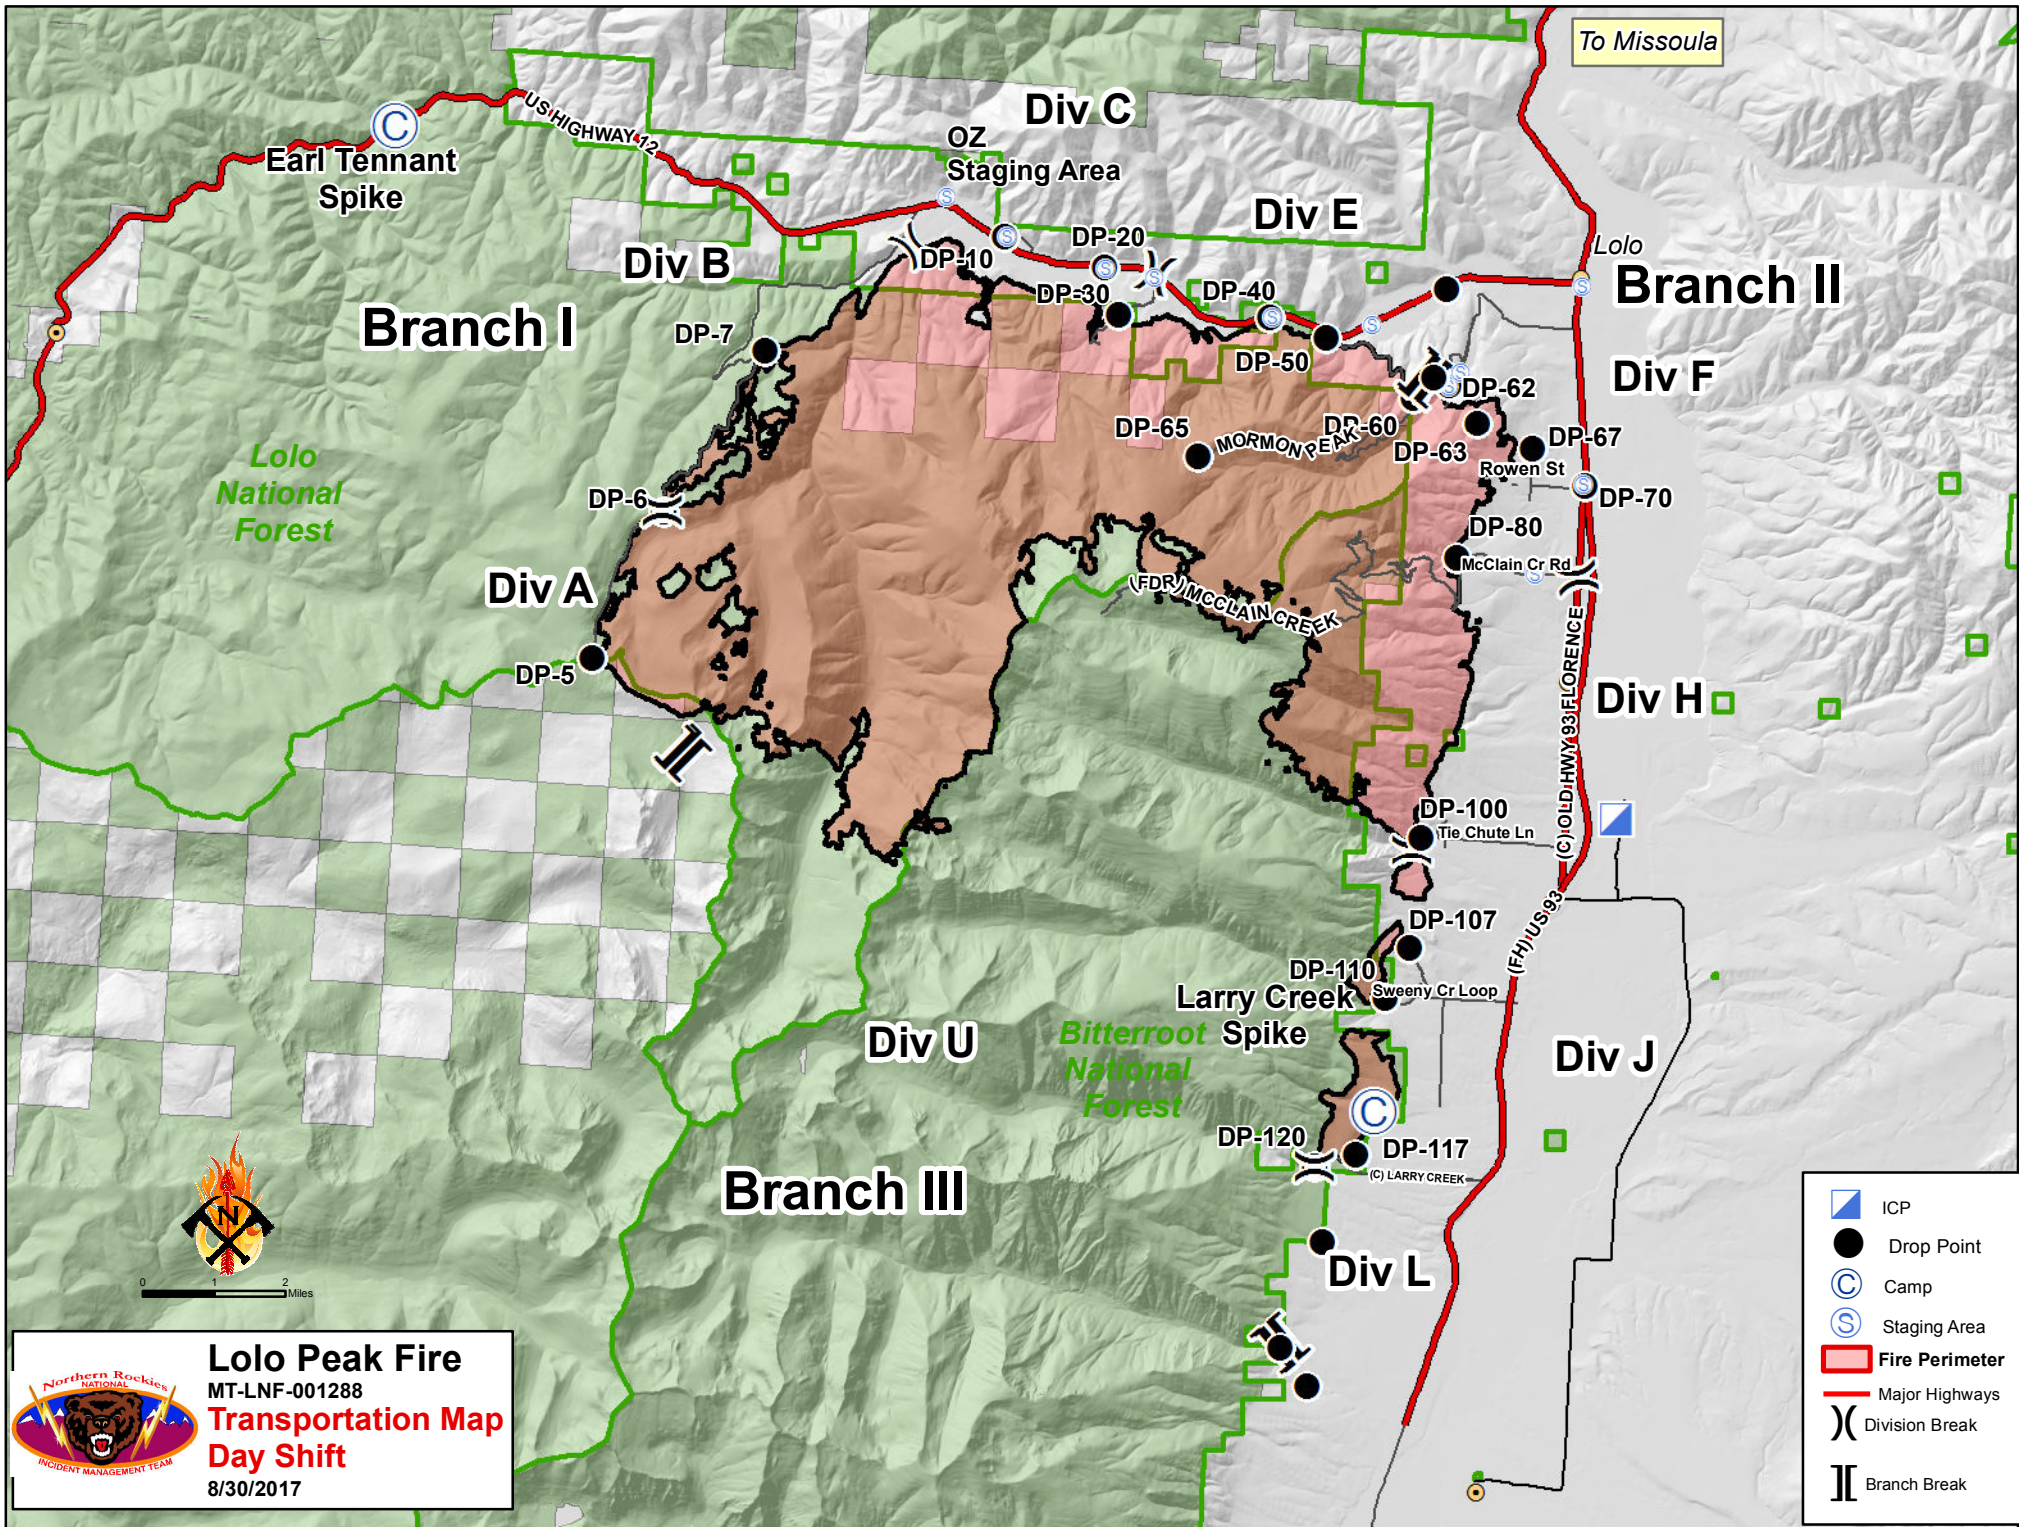 To Missoula
Div C
OZ
Staging Area
US HIGHWAY 12
C
Earl Tennant
Spike
S
Div E
Lolo
Div B
DP-10
S
DP-20
S
S
Branch II
S
DP-30
DP-40
S
S
Branch I
DP-7
DP-50
Div F
S
S
DP-62
DP-60
DP-65
MORMON PEAK
DP-63
DP-67
Rowen St
Lolo
National
Forest
DP-6
S
DP-70
DP-80
McClain Cr Rd
S
Div A
(FDR) MCCLAIN CREEK
DP-5
Div H
(C) OLD HWY 93 FLORENCE
DP-100
Tie Chute Ln
DP-107
(FH) US 93
DP-110
Sweeny Cr Loop
Larry Creek
Spike
Div U
Bitterroot
National
Forest
Div J
C
DP-120
DP-117
(C) LARRY CREEK
Branch III
Div L
N
0 1 2
Miles
ICP
Drop Point
C Camp
S Staging Area
Fire Perimeter
Major Highways
Division Break
Branch Break
Northern Rockies
NATIONAL
INCIDENT MANAGEMENT TEAM
Lolo Peak Fire
MT-LNF-001288
Transportation Map
Day Shift
8/30/2017